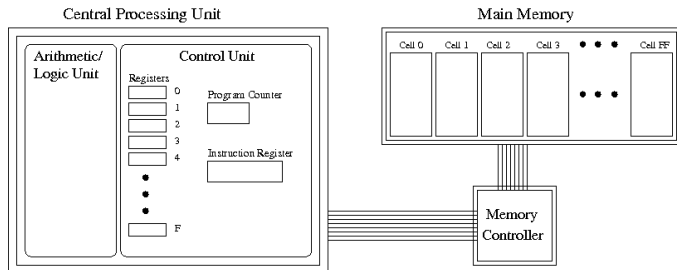 Central Processing Unit
Main Memory
Arithmetic/
Logic Unit
Control Unit
Registers
0
1
2
3
4
F
Program Counter
Instruction Register
Cell 0 Cell 1 Cell 2 Cell 3 Cell FF
Memory
Controller